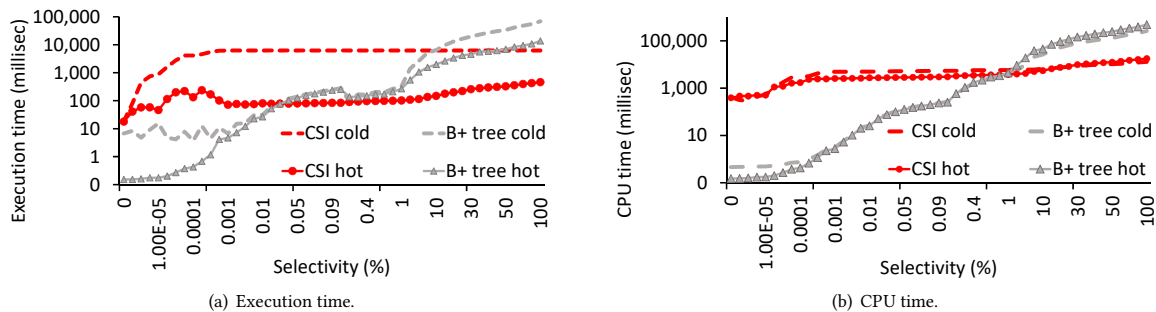 Execution time (millisec)
100,000
10,000
1,000
100
10
1
0
CSI cold
B+ tree cold
CSI hot
B+ tree hot
0
1.00E-05
0.0001
0.001
0.01
0.05
0.09
0.4
1
10
30
50
100
Selectivity (%)
(a) Execution time.
CPU time (millisec)
100,000
1,000
10
0
CSI cold
B+ tree cold
CSI hot
B+ tree hot
0
1.00E-05
0.0001
0.001
0.01
0.05
0.09
0.4
1
10
30
50
100
Selectivity (%)
(b) CPU time.